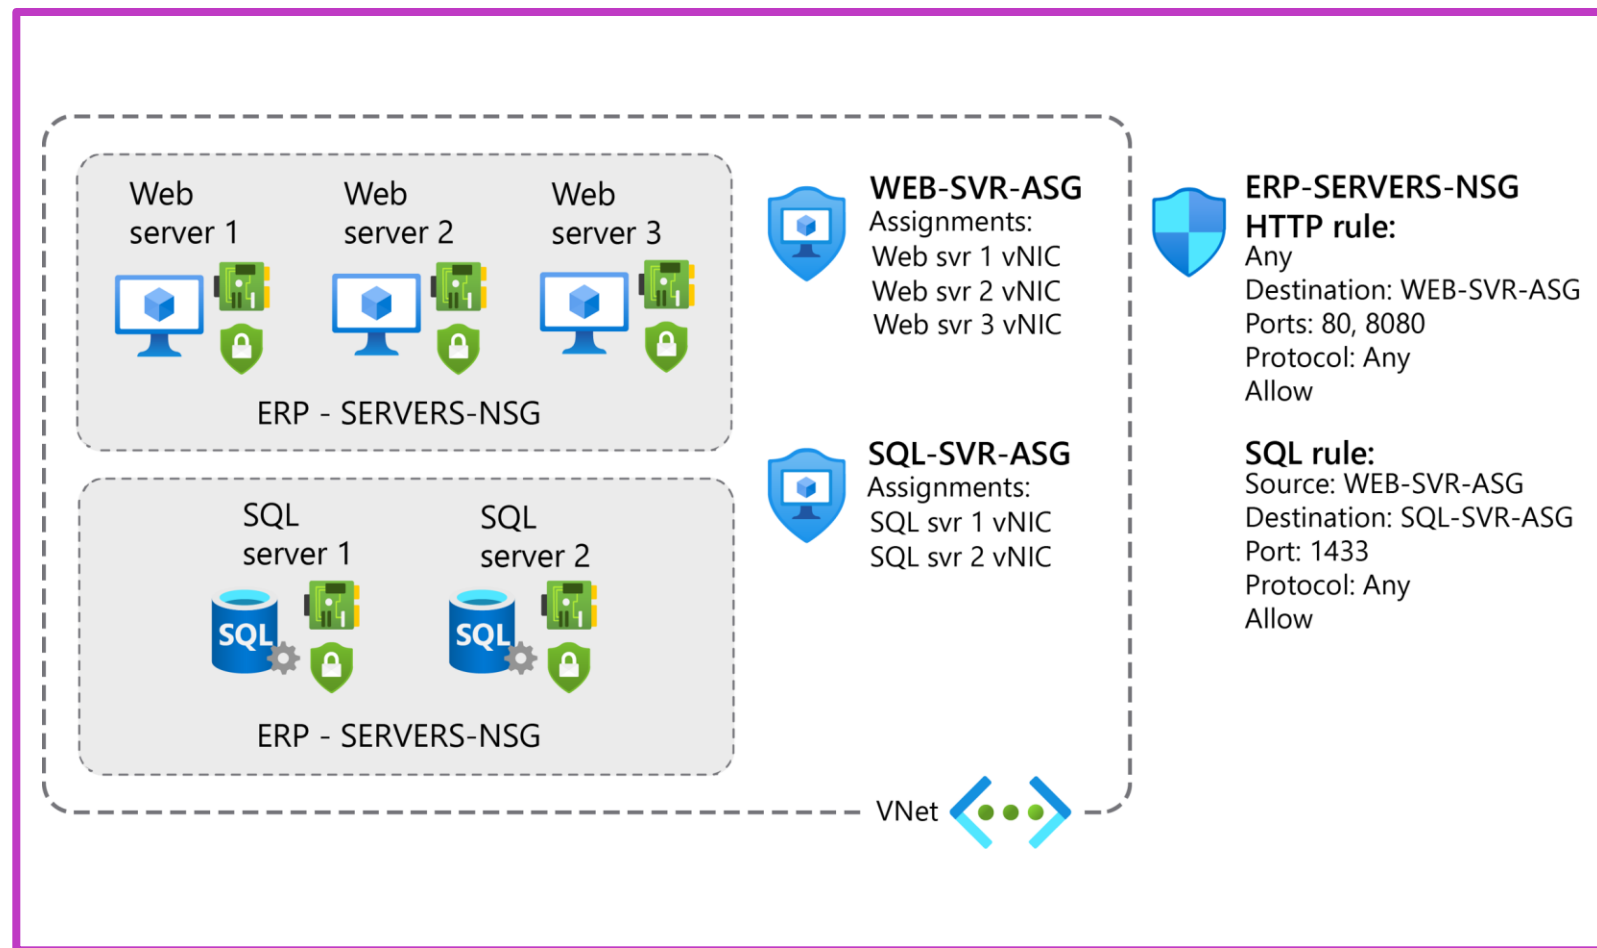 Web
server 1
Web
server 2
Web
server 3
ERP - SERVERS-NSG
SQL
server 1
SQL
server 2
SQL
SQL
ERP - SERVERS-NSG
WEB-SVR-ASG
Assignments:
Web svr 1 vNIC
Web svr 2 vNIC
Web svr 3 vNIC
SQL-SVR-ASG
Assignments:
SQL svr 1 vNIC
SQL svr 2 vNIC
VNet
ERP-SERVERS-NSG
HTTP rule:
Any
Destination: WEB-SVR-ASG
Ports: 80, 8080
Protocol: Any
Allow
SQL rule:
Source: WEB-SVR-ASG
Destination: SQL-SVR-ASG
Port: 1433
Protocol: Any
Allow